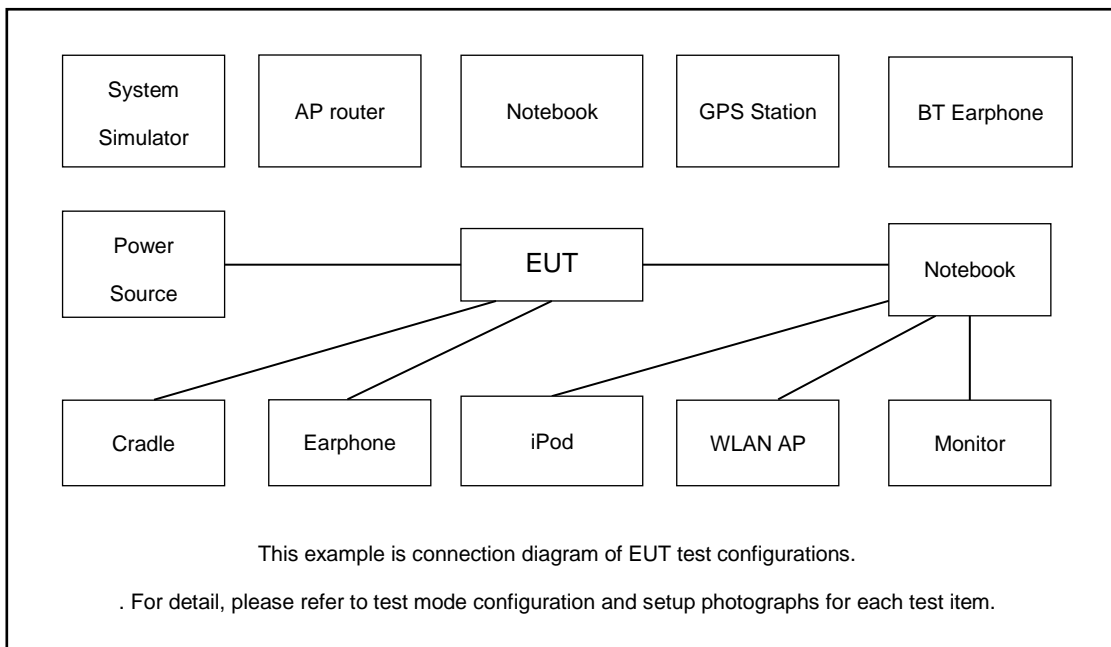 System
Simulator
AP router
Notebook
GPS Station
BT Earphone
Power
Source
EUT
Notebook
Cradle
Earphone
iPod
WLAN AP
Monitor
This example is connection diagram of EUT test configurations.
. For detail, please refer to test mode configuration and setup photographs for each test item.